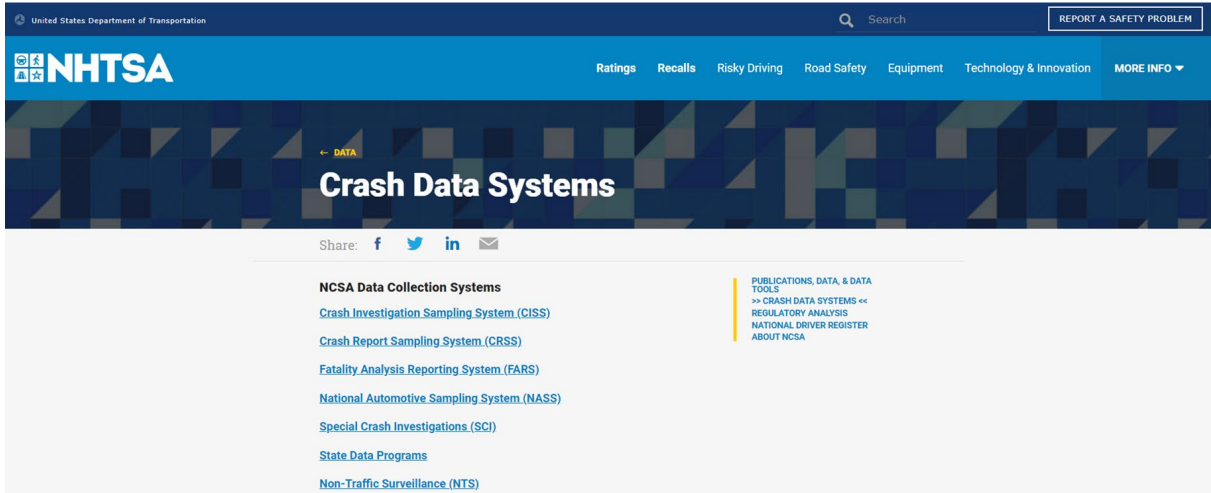 United States Department of Transportation
Search
REPORT A SAFETY PROBLEM
NHTSA
Ratings Recalls Risky Driving Road Safety Equipment Technology & Innovation MORE INFO
← DATA
Crash Data Systems
Share:
NCSA Data Collection Systems
Crash Investigation Sampling System (CISS)
Crash Report Sampling System (CRSS)
Fatality Analysis Reporting System (FARS)
National Automotive Sampling System (NASS)
Special Crash Investigations (SCI)
State Data Programs
Non-Traffic Surveillance (NTS)
PUBLICATIONS, DATA, & DATA
TOOLS
>> CRASH DATA SYSTEMS <<
REGULATORY ANALYSIS
NATIONAL DRIVER REGISTER
ABOUT NCSA